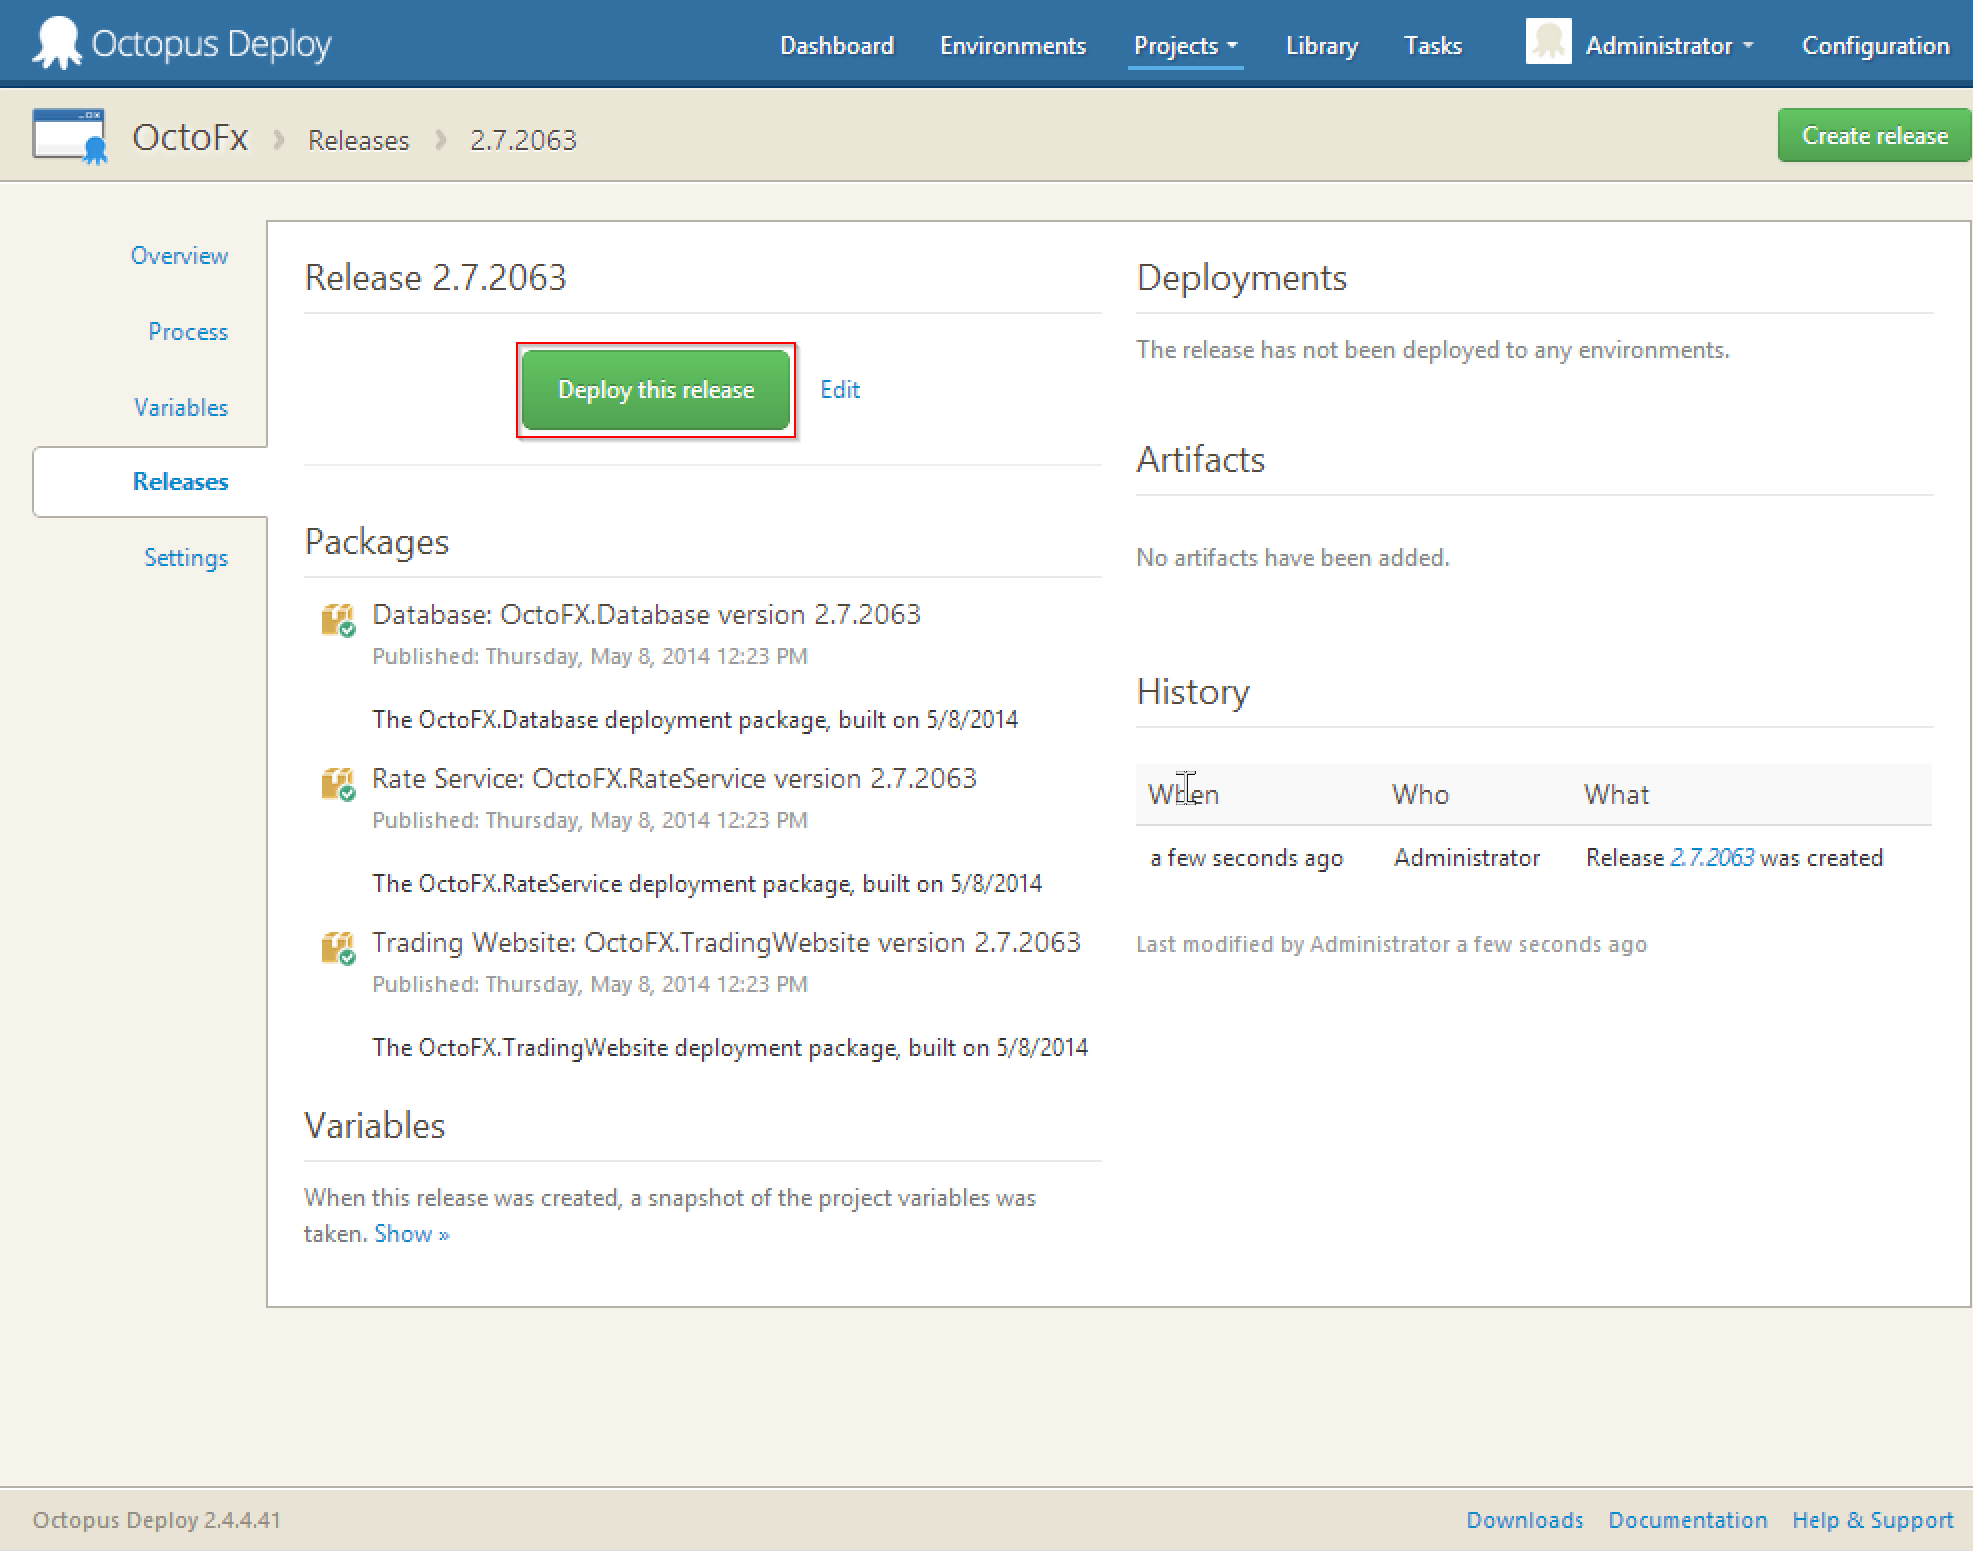 Octopus Deploy
Dashboard
Environments
Projects
Library
Tasks
Administrator
Configuration
OctoFx
Releases
2.7.2063
Create release
Overview
Process
Variables
Releases
Settings
Release 2.7.2063
Deploy this release
Edit
Packages
Database: OctoFX.Database version 2.7.2063
Published: Thursday, May 8, 2014 12:23 PM
The OctoFX.Database deployment package, built on 5/8/2014
Rate Service: OctoFX.RateService version 2.7.2063
Published: Thursday, May 8, 2014 12:23 PM
The OctoFX.RateService deployment package, built on 5/8/2014
Trading Website: OctoFX.TradingWebsite version 2.7.2063
Published: Thursday, May 8, 2014 12:23 PM
The OctoFX.TradingWebsite deployment package, built on 5/8/2014
Variables
When this release was created, a snapshot of the project variables was
taken. Show »
Deployments
The release has not been deployed to any environments.
Artifacts
No artifacts have been added.
History
When Who What
a few seconds ago Administrator Release 2.7.2063 was created
Last modified by Administrator a few seconds ago
Octopus Deploy 2.4.4.41
Downloads
Documentation
Help & Support